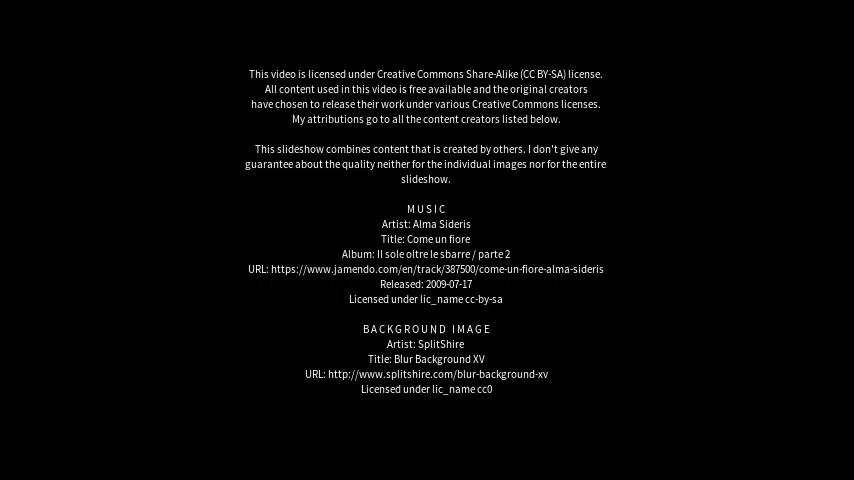 This video is licensed under Creative Commons Share-Alike (CC BY-SA) license.
All content used in this video is free available and the original creators
have chosen to release their work under various Creative Commons licenses.
My attributions go to all the content creators listed below.
This slideshow combines content that is created by others. I don't give any
guarantee about the quality neither for the individual images nor for the entire
slideshow.
MUSIC
Artist: Alma Sideris
Title: Come un fiore
Album: Il sole oltre le sbarre / parte 2
URL: https://www.jamendo.com/en/track/387500/come-un-fiore-alma-sideris
Released: 2009-07-17
Licensed under lic_name cc-by-sa
BACKGROUND IMAGE
Artist: SplitShire
Title: Blur Background XV
URL: http://www.splitshire.com/blur-background-xv
Licensed under lic_name cc0